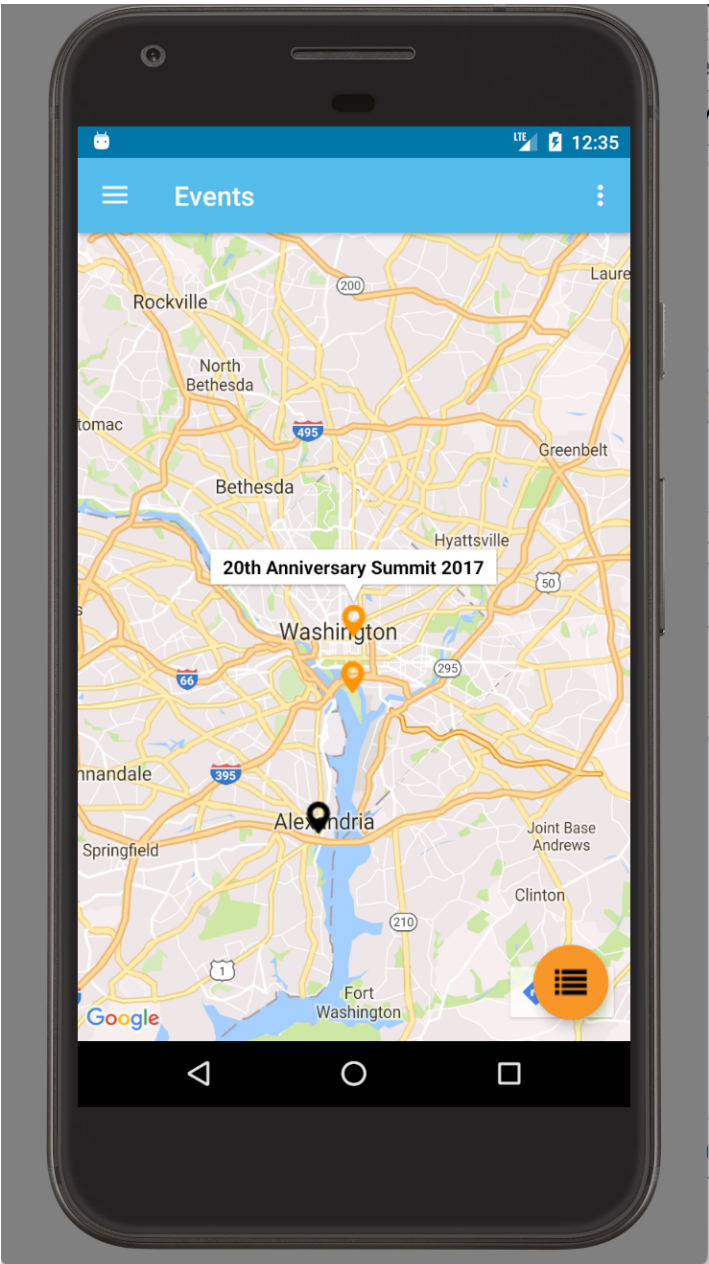 LTE 12:35
Events
Laure
200
Rockville
North
Bethesda
tomac
495
Greenbelt
Bethesda
Hyattsville
20th Anniversary Summit 2017
50
Washington
295
66
nnandale
395
Alexandria
Joint Base
Andrews
Springfield
Clinton
210
1
Fort
Washington
Google